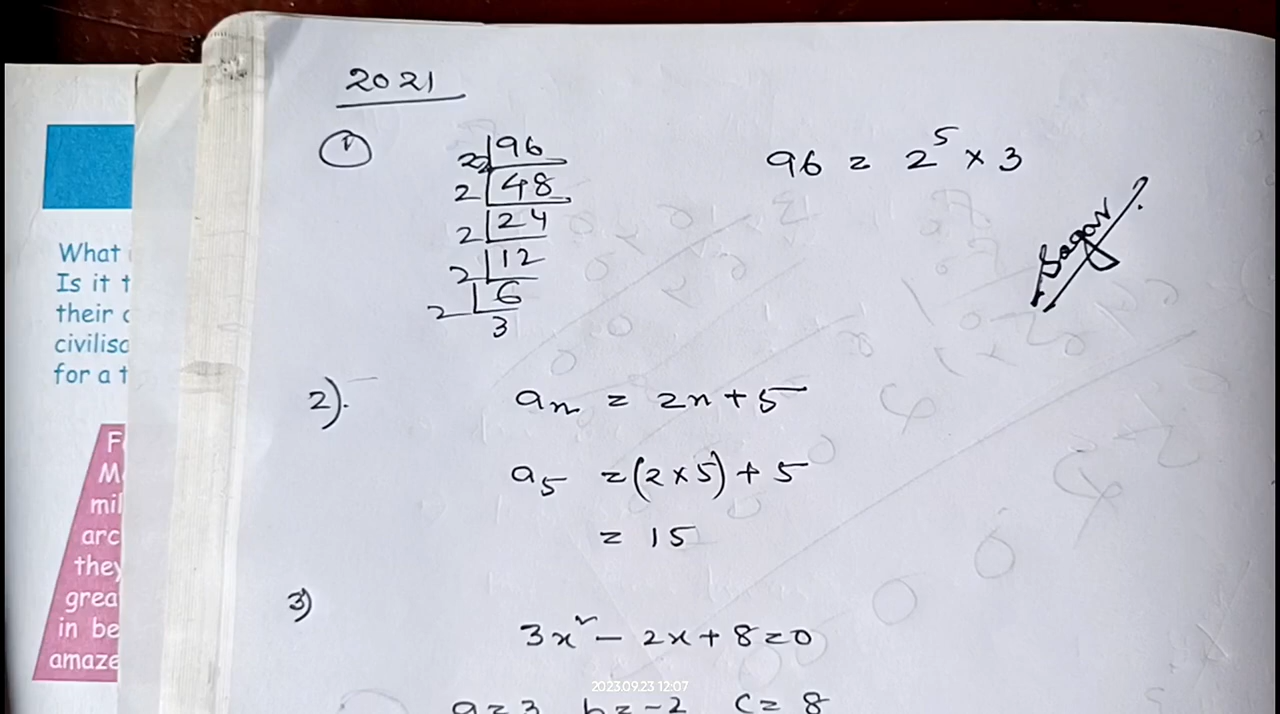 2021
1
2 | 96
2 | 48
2 | 24
2 | 12
2 | 6
3
96 = 2⁵ × 3
Sagar
2).
aₙ = 2n + 5
a₅ = (2 × 5) + 5
= 15
3)
3x² - 2x + 8 = 0
a = 3 b = -2 c = 8
2023.09.23 12:07
What
Is it t
their
civilisa
for a t
F
M
mil
arc
they
grea
in be
amaze